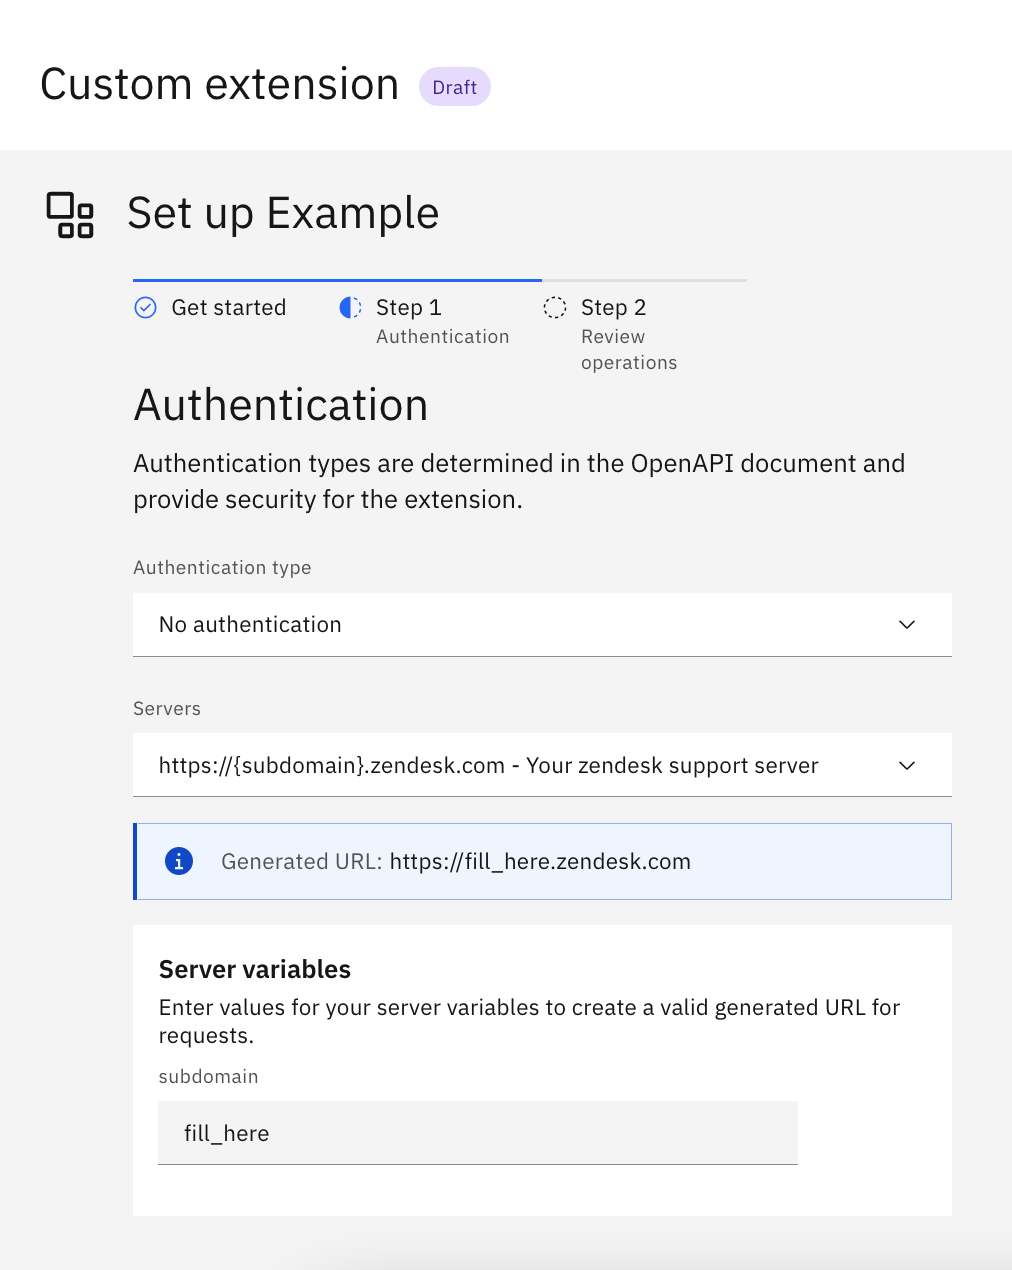 Custom extension
Draft
Set up Example
Get started
Step 1
Authentication
Step 2
Review
operations
Authentication
Authentication types are determined in the OpenAPI document and
provide security for the extension.
Authentication type
No authentication
Servers
https://{subdomain}.zendesk.com - Your zendesk support server
Generated URL: https://fill_here.zendesk.com
Server variables
Enter values for your server variables to create a valid generated URL for
requests.
subdomain
fill_here